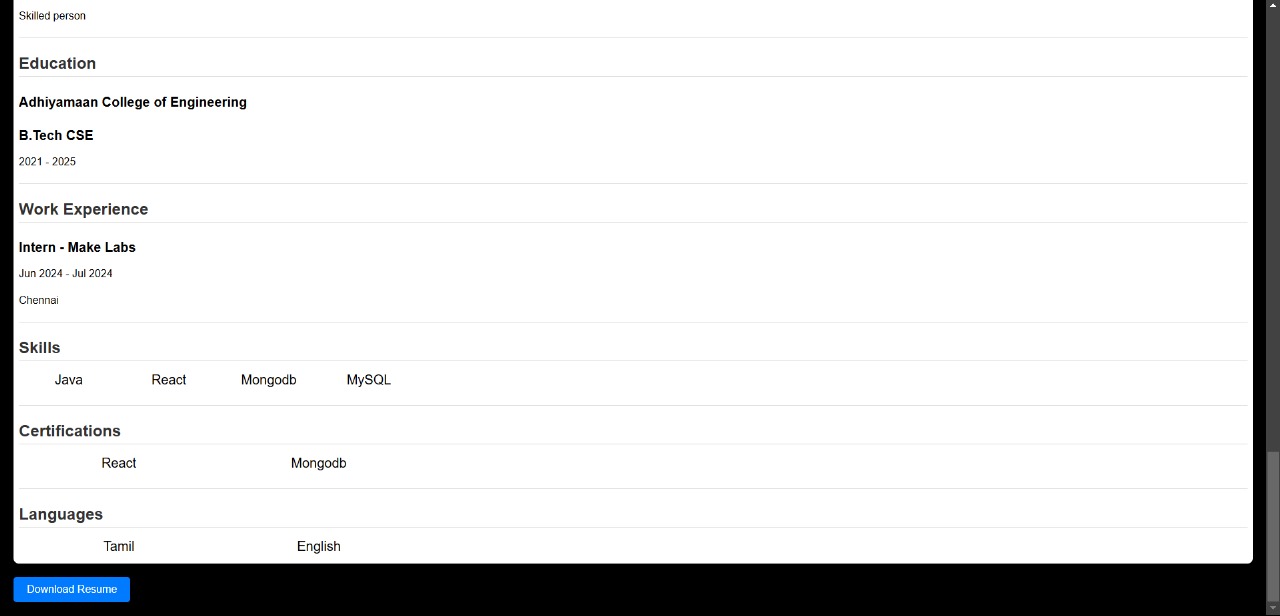 Skilled person
Education
Adhiyamaan College of Engineering
B.Tech CSE
2021 - 2025
Work Experience
Intern - Make Labs
Jun 2024 - Jul 2024
Chennai
Skills
Java React Mongodb MySQL
Certifications
React Mongodb
Languages
Tamil English
Download Resume